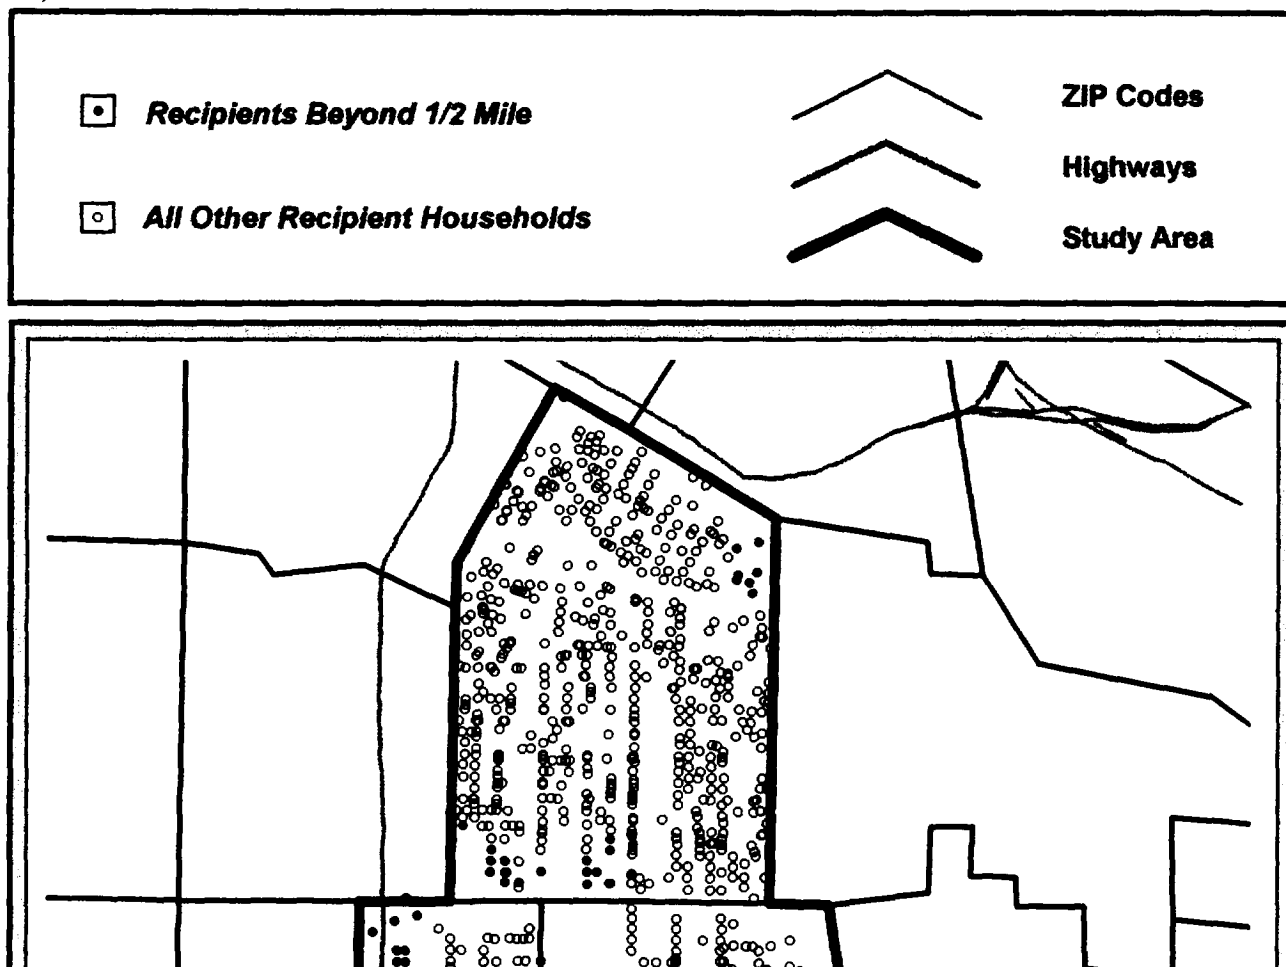 Recipients Beyond 1/2 Mile
All Other Recipient Households
ZIP Codes
Highways
Study Area